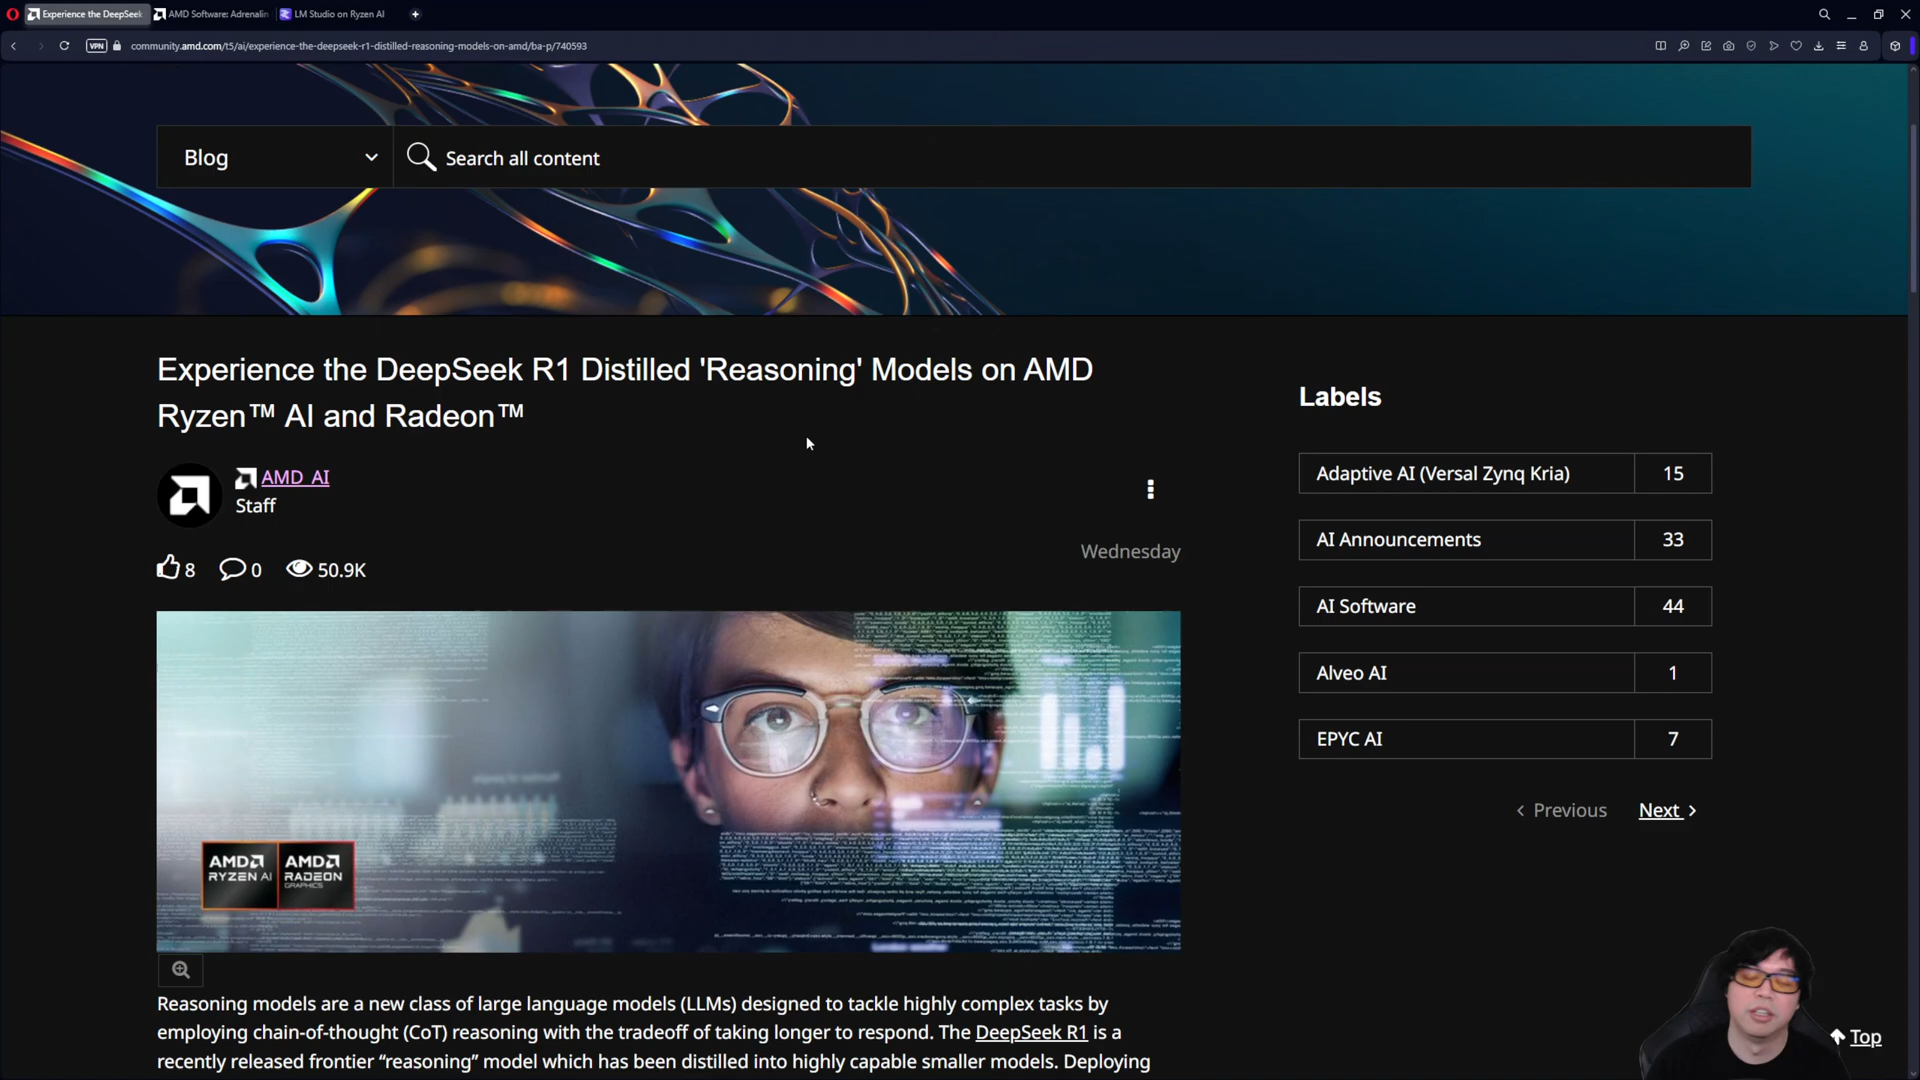 Experience the DeepSeek
AMD Software: Adrenalin
LM Studio on Ryzen AI
VPN
community.amd.com/t5/ai/experience-the-deepseek-r1-distilled-reasoning-models-on-amd/ba-p/740593
Blog
Search all content
Experience the DeepSeek R1 Distilled 'Reasoning' Models on AMD
Ryzen™ AI and Radeon™
AMD_AI
Staff
8
0
50.9K
Wednesday
AMD
RYZEN AI
AMD
RADEON
GRAPHICS
Reasoning models are a new class of large language models (LLMs) designed to tackle highly complex tasks by
employing chain-of-thought (CoT) reasoning with the tradeoff of taking longer to respond. The DeepSeek R1 is a
recently released frontier “reasoning” model which has been distilled into highly capable smaller models. Deploying
Labels
Adaptive AI (Versal Zynq Kria) 15
AI Announcements 33
AI Software 44
Alveo AI 1
EPYC AI 7
Previous Next
Top